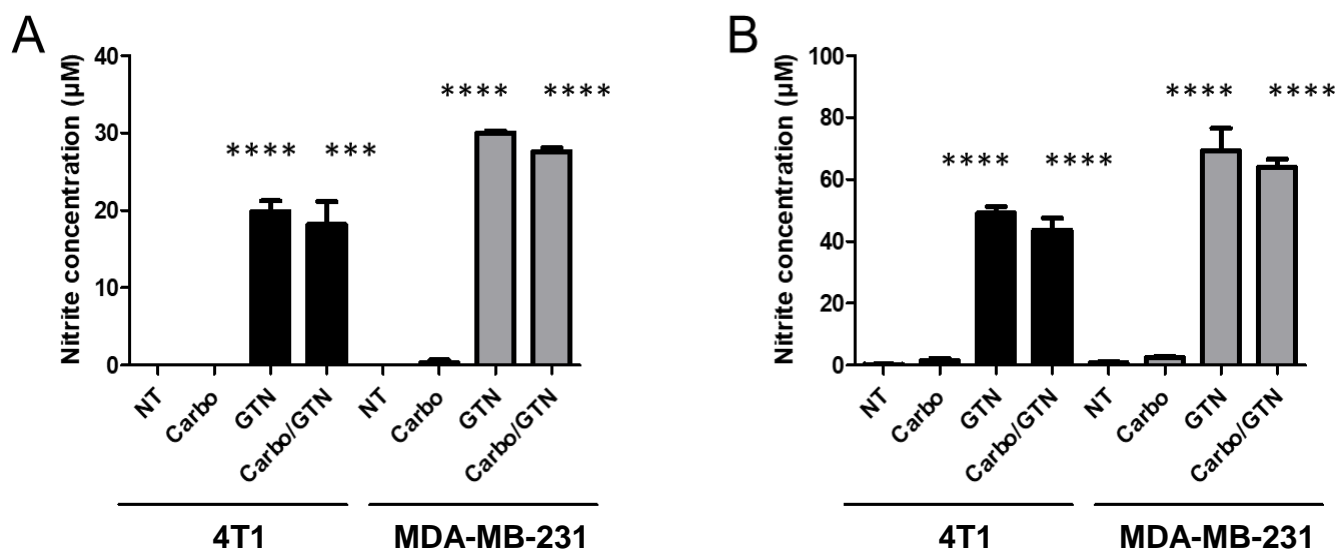 A
Nitrite concentration (µM)
40
30
20
10
0
**** ***
**** ****
NT
Carbo
GTN
Carbo/GTN
NT
Carbo
GTN
Carbo/GTN
4T1
MDA-MB-231
B
Nitrite concentration (µM)
100
80
60
40
20
0
**** ****
**** ****
NT
Carbo
GTN
Carbo/GTN
NT
Carbo
GTN
Carbo/GTN
4T1
MDA-MB-231